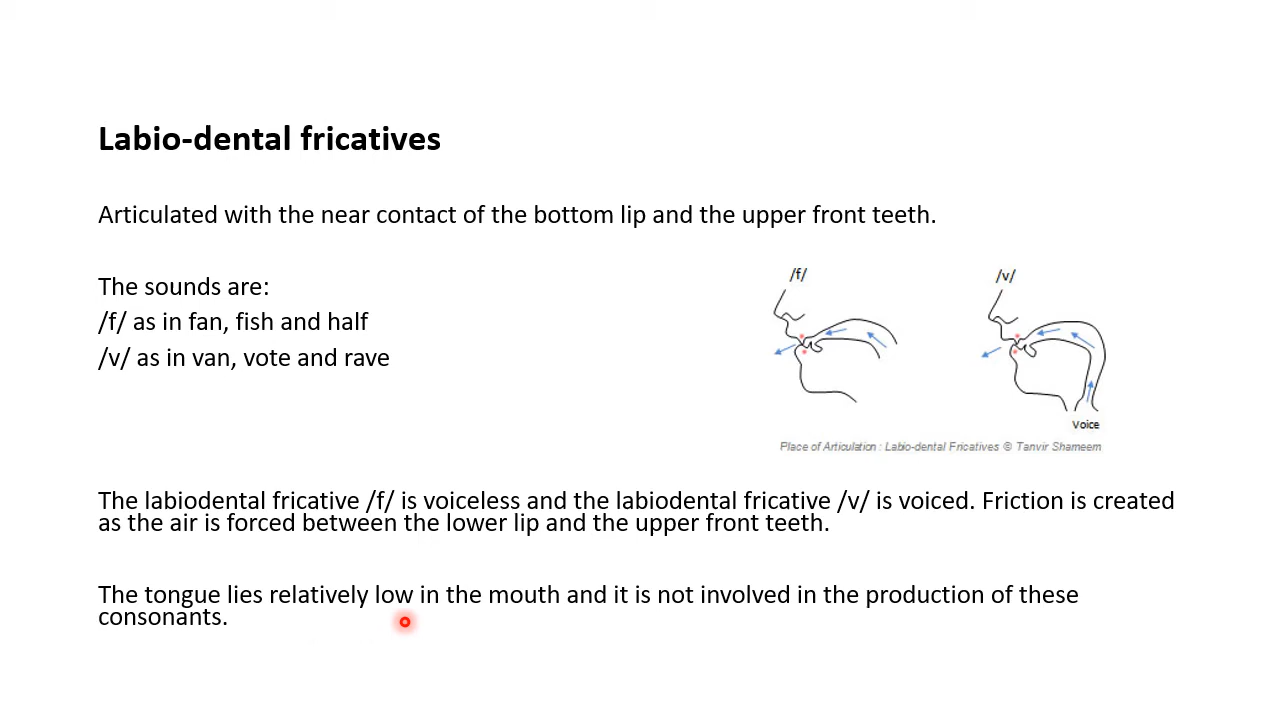 Labio-dental fricatives
Articulated with the near contact of the bottom lip and the upper front teeth.
The sounds are:
/f/ as in fan, fish and half
/v/ as in van, vote and rave
/f/
/v/
Voice
Place of Articulation : Labio-dental Fricatives © Tanvir Shameem
The labiodental fricative /f/ is voiceless and the labiodental fricative /v/ is voiced. Friction is created
as the air is forced between the lower lip and the upper front teeth.
The tongue lies relatively low in the mouth and it is not involved in the production of these
consonants.